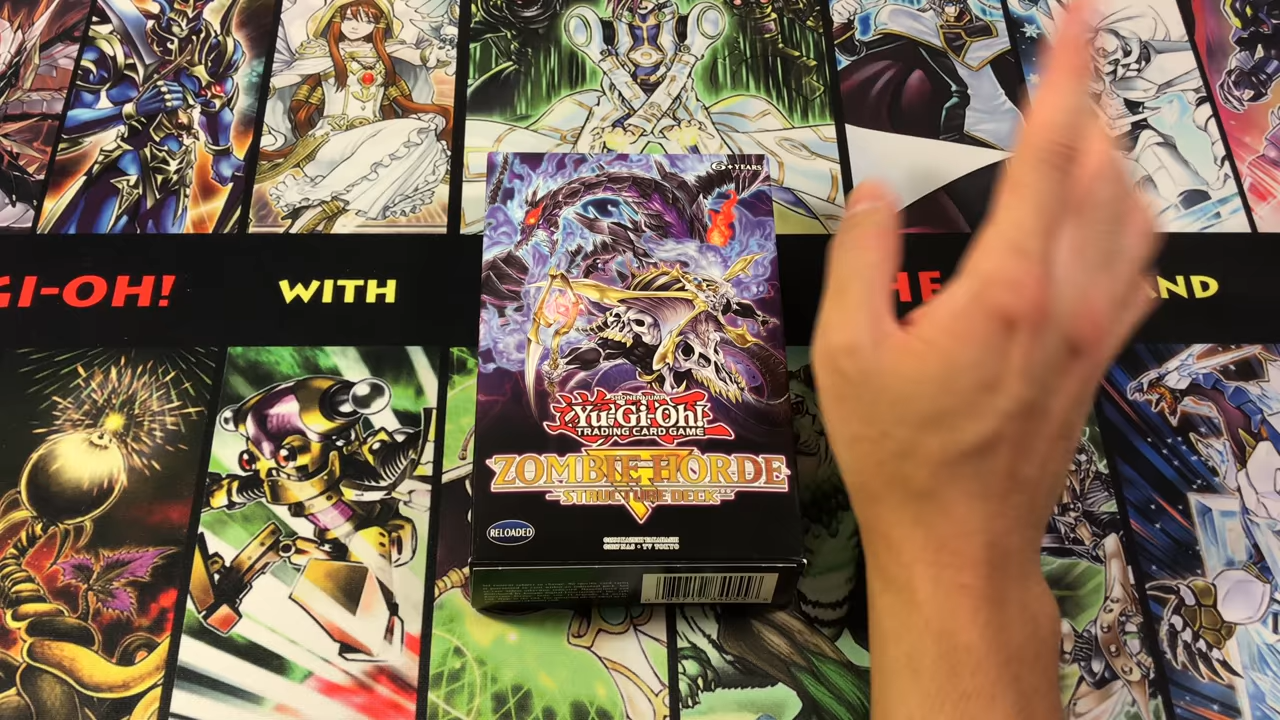 6+YEARS
GI-OH! WITH HE AND
SHONEN JUMP
Yu-Gi-Oh!
TRADING CARD GAME
ZOMBIE HORDE
STRUCTURE DECK
RELOADED